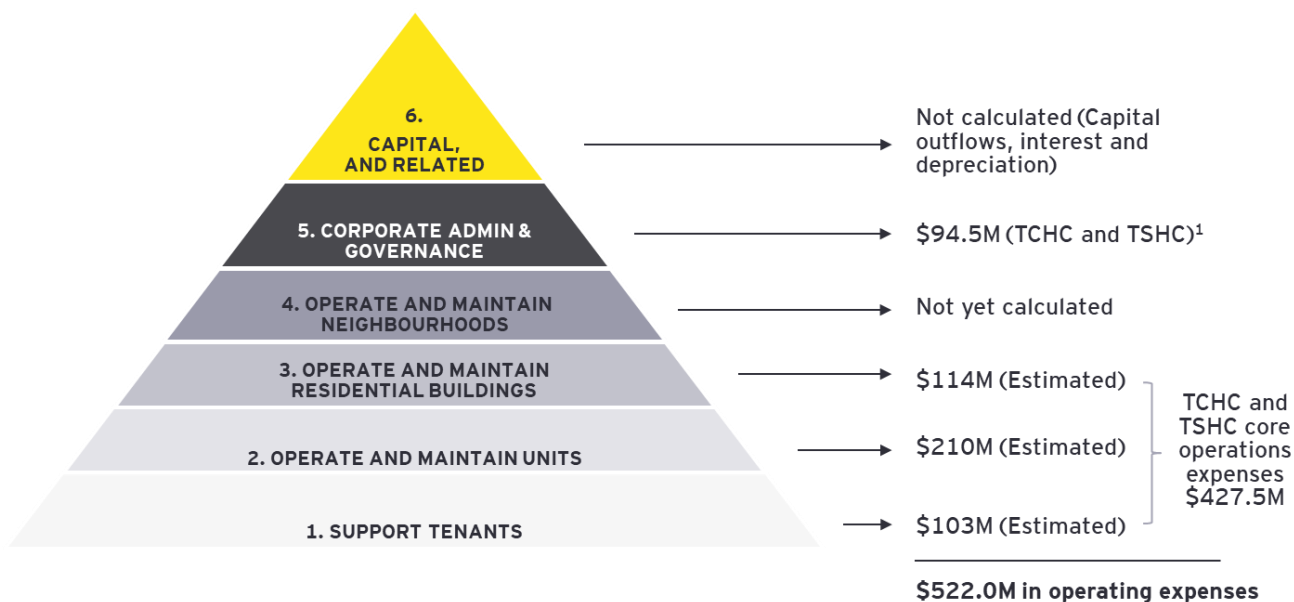 6.
CAPITAL,
AND RELATED
Not calculated (Capital
outflows, interest and
depreciation)
5. CORPORATE ADMIN &
GOVERNANCE
$94.5M (TCHC and TSHC)¹
4. OPERATE AND MAINTAIN
NEIGHBOURHOODS
Not yet calculated
3. OPERATE AND MAINTAIN
RESIDENTIAL BUILDINGS
$114M (Estimated)
2. OPERATE AND MAINTAIN UNITS
$210M (Estimated)
1. SUPPORT TENANTS
$103M (Estimated)
TCHC and
TSHC core
operations
expenses
$427.5M
$522.0M in operating expenses